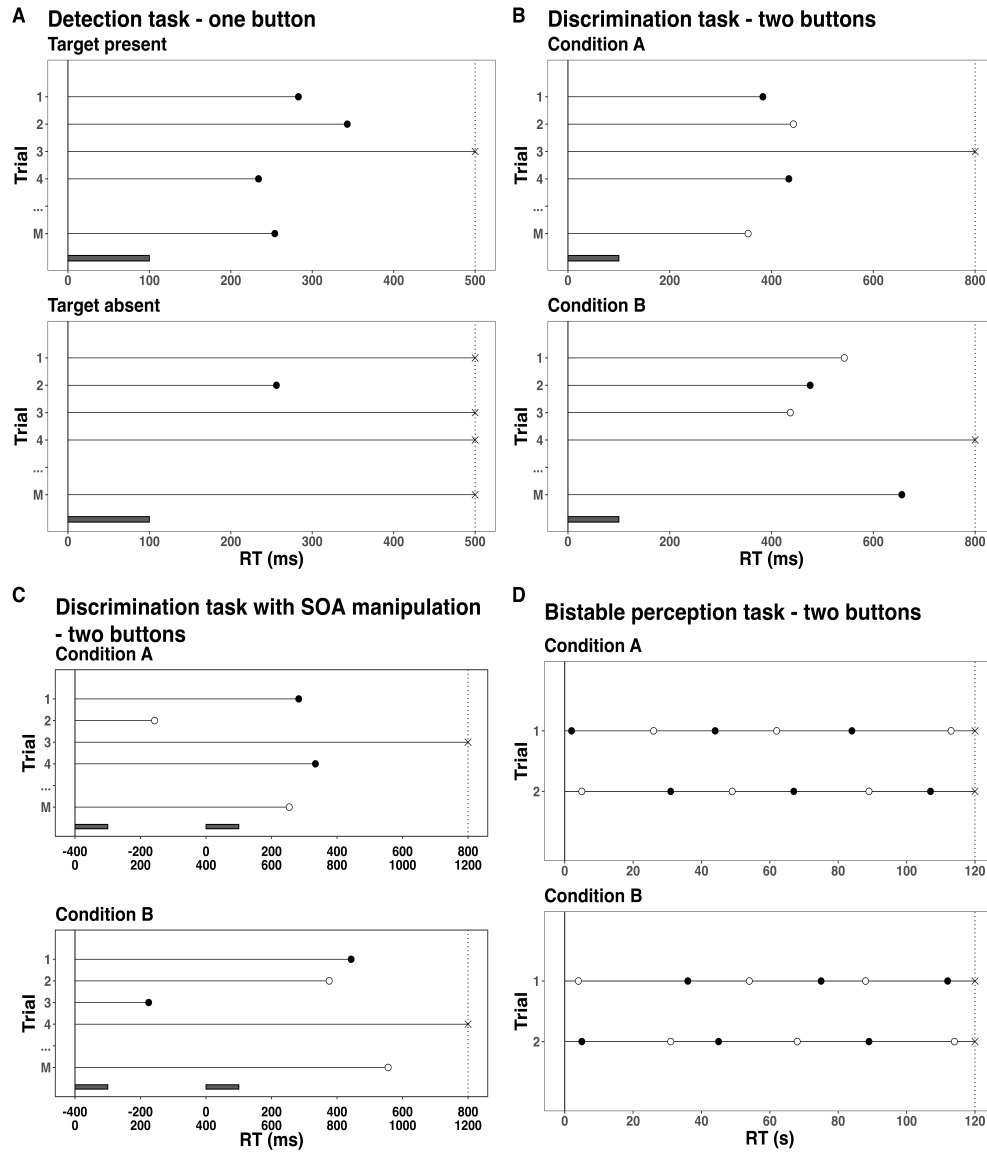 A
Detection task - one button
Target present
Trial
1
2
3
4
...
M
0 100 200 300 400 500
Target absent
Trial
1
2
3
4
...
M
0 100 200 300 400 500
RT (ms)
B
Discrimination task - two buttons
Condition A
Trial
1
2
3
4
...
M
0 200 400 600 800
Condition B
Trial
1
2
3
4
...
M
0 200 400 600 800
RT (ms)
C
Discrimination task with SOA manipulation
- two buttons
Condition A
Trial
1
2
3
4
...
M
-400 -200 0 200 400 600 800
0 200 400 600 800 1000 1200
Condition B
Trial
1
2
3
4
...
M
-400 -200 0 200 400 600 800
0 200 400 600 800 1000 1200
RT (ms)
D
Bistable perception task - two buttons
Condition A
Trial
1
2
0 20 40 60 80 100 120
Condition B
Trial
1
2
0 20 40 60 80 100 120
RT (s)